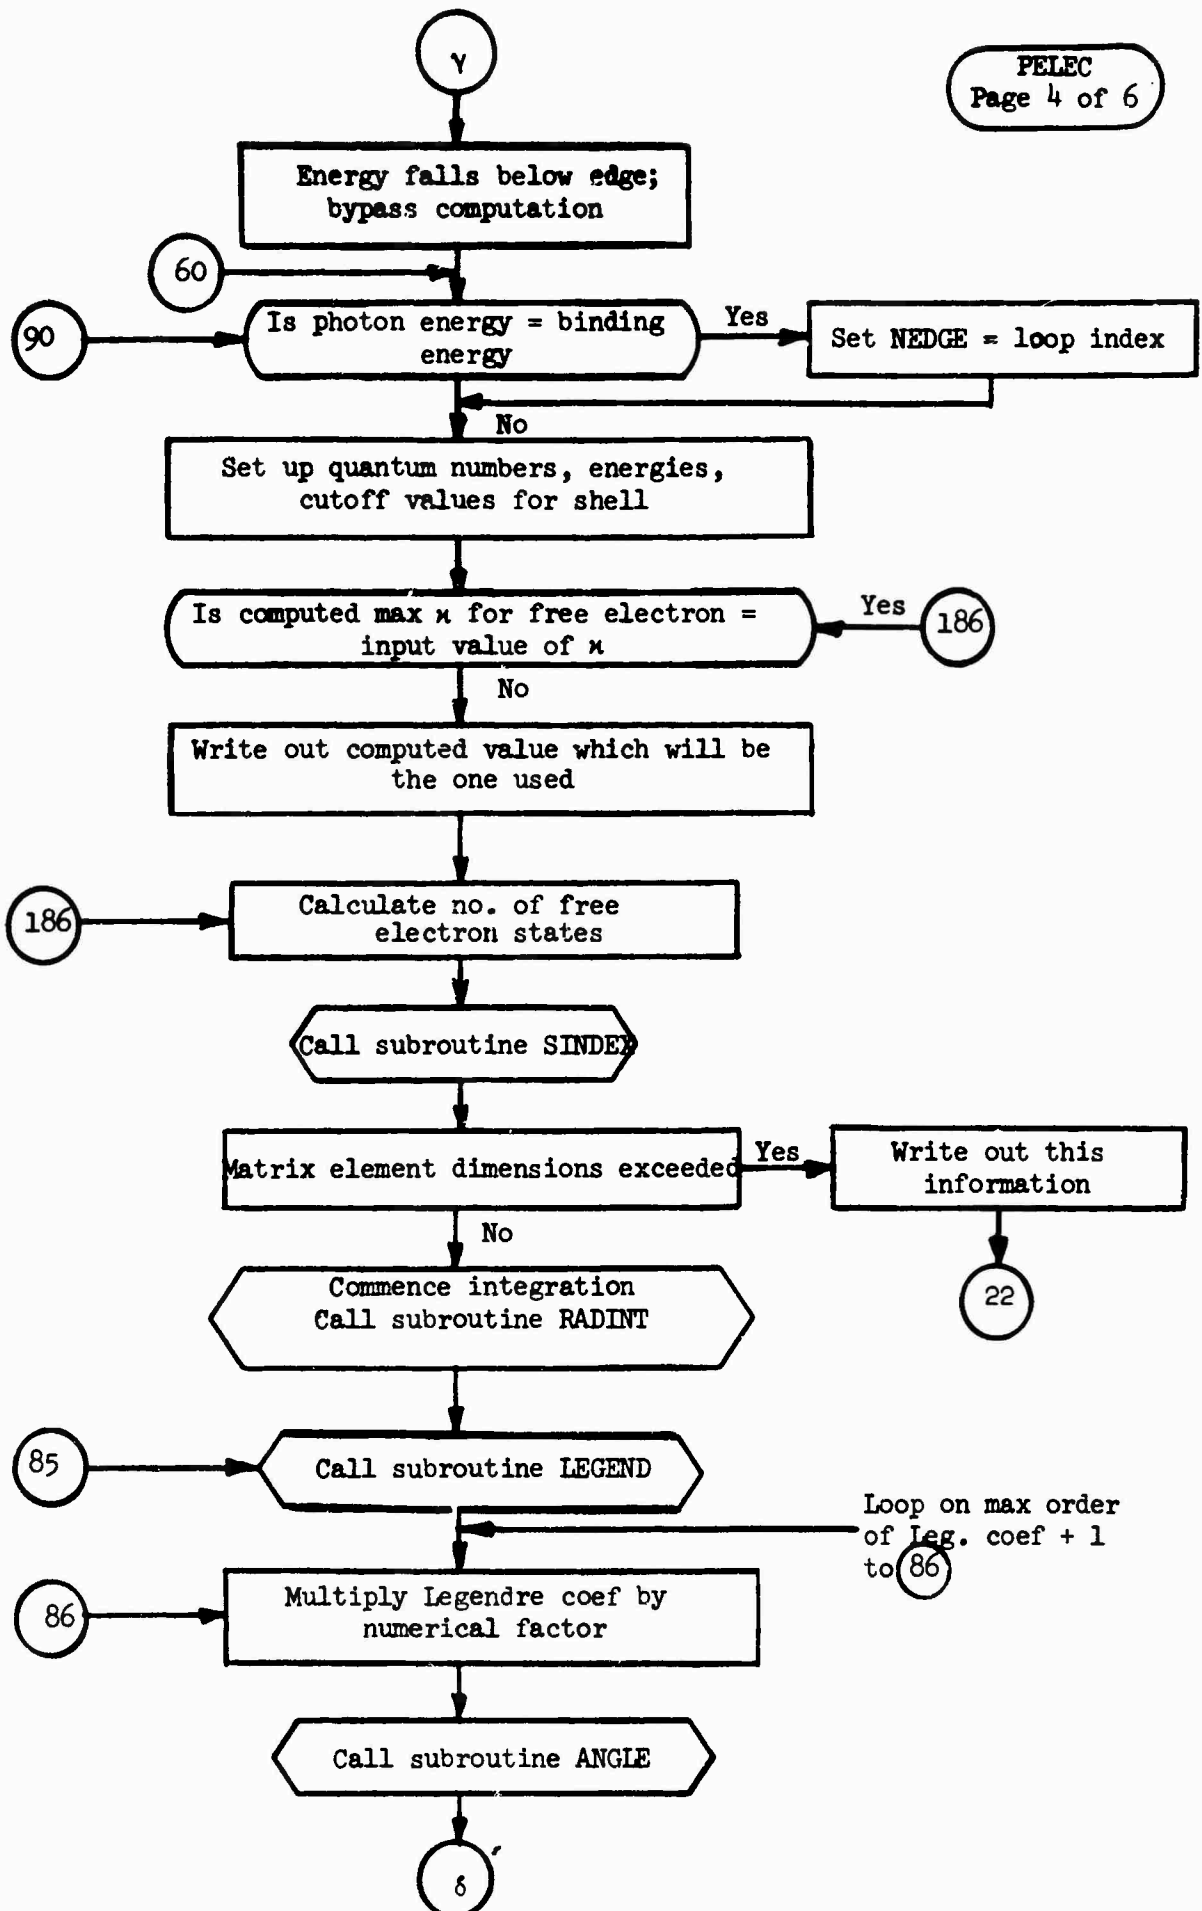 γ
PELEC
Page 4 of 6
Energy falls below edge;
bypass computation
60
90
Is photon energy = binding
energy
Yes
Set NEDGE = loop index
No
Set up quantum numbers, energies,
cutoff values for shell
Is computed max ϰ for free electron =
input value of ϰ
Yes
186
No
Write out computed value which will be
the one used
186
Calculate no. of free
electron states
Call subroutine SINDEX
Matrix element dimensions exceeded
Yes
Write out this
information
No
22
Commence integration
Call subroutine RADINT
85
Call subroutine LEGEND
Loop on max order
of Leg. coef + 1
to 86
86
Multiply Legendre coef by
numerical factor
Call subroutine ANGLE
δ